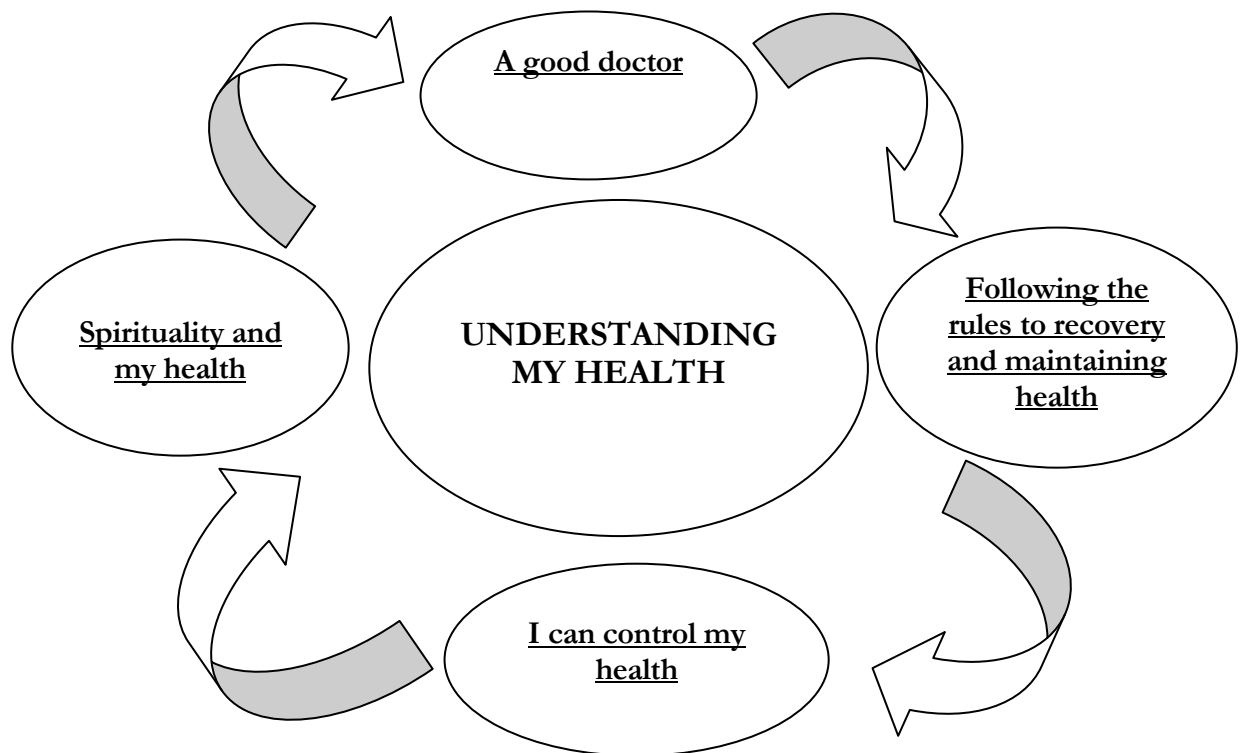 A good doctor
Following the
rules to recovery
and maintaining
health
Spirituality and
my health
UNDERSTANDING
MY HEALTH
I can control my
health